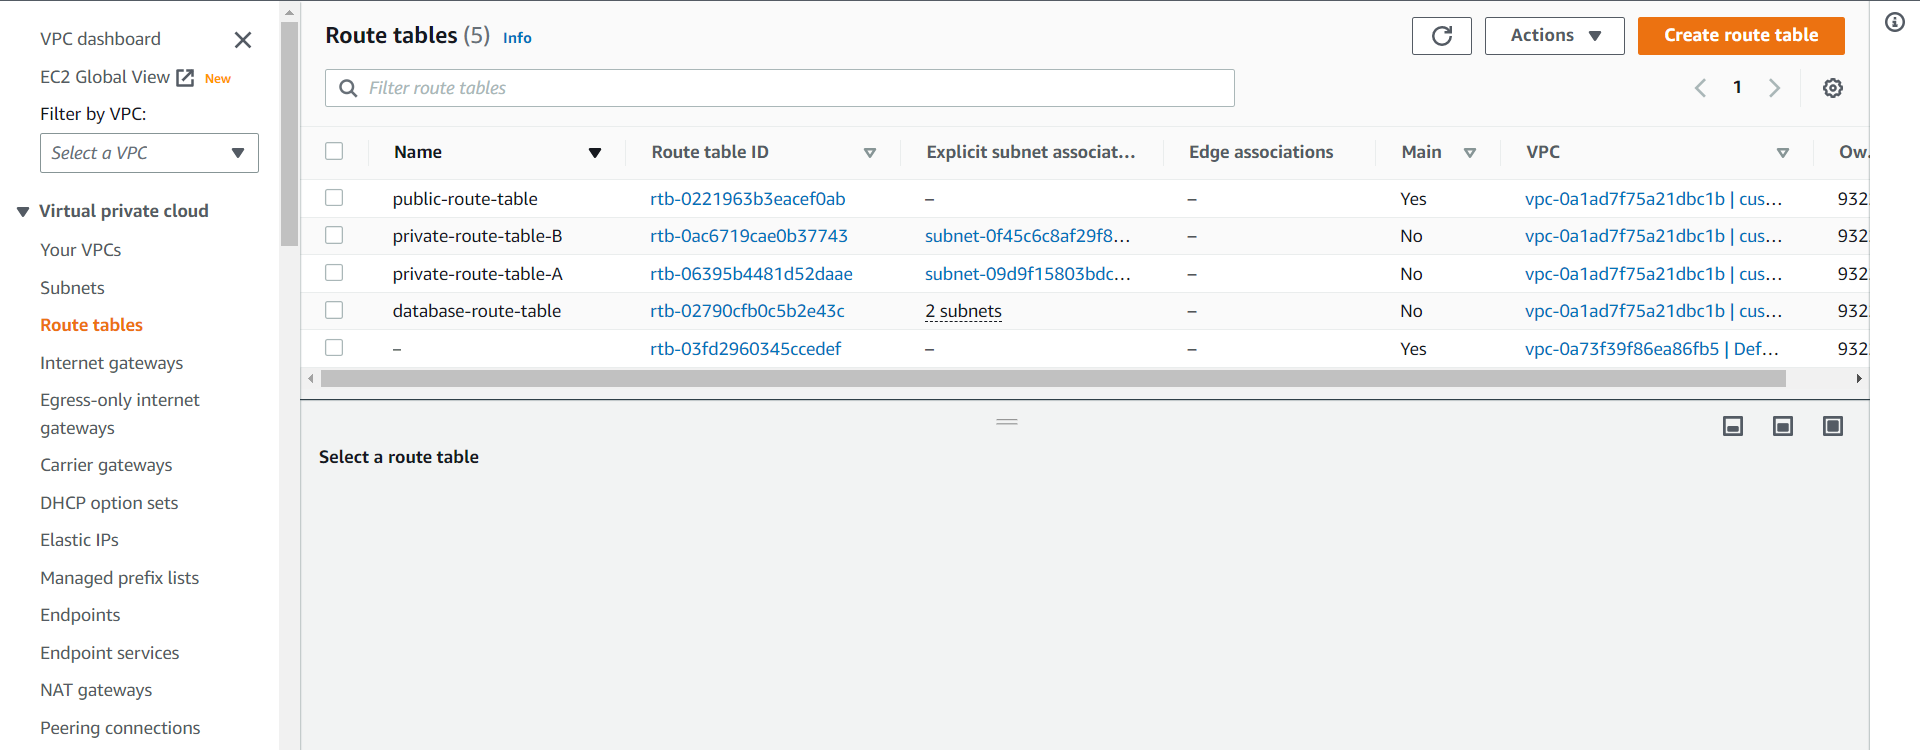 VPC dashboard
EC2 Global View New
Filter by VPC:
Select a VPC
Virtual private cloud
Your VPCs
Subnets
Route tables
Internet gateways
Egress-only internet
gateways
Carrier gateways
DHCP option sets
Elastic IPs
Managed prefix lists
Endpoints
Endpoint services
NAT gateways
Peering connections
Route tables (5) Info
Actions
Create route table
Filter route tables
1
Name Route table ID Explicit subnet associat... Edge associations Main VPC Ow.
public-route-table rtb-0221963b3eacef0ab – – Yes vpc-0a1ad7f75a21dbc1b | cus... 932
private-route-table-B rtb-0ac6719cae0b37743 subnet-0f45c6c8af29f8... – No vpc-0a1ad7f75a21dbc1b | cus... 932
private-route-table-A rtb-06395b4481d52daae subnet-09d9f15803bdc... – No vpc-0a1ad7f75a21dbc1b | cus... 932
database-route-table rtb-02790cfb0c5b2e43c 2 subnets – No vpc-0a1ad7f75a21dbc1b | cus... 932
– rtb-03fd2960345ccedef – – Yes vpc-0a73f39f86ea86fb5 | Def... 932
Select a route table